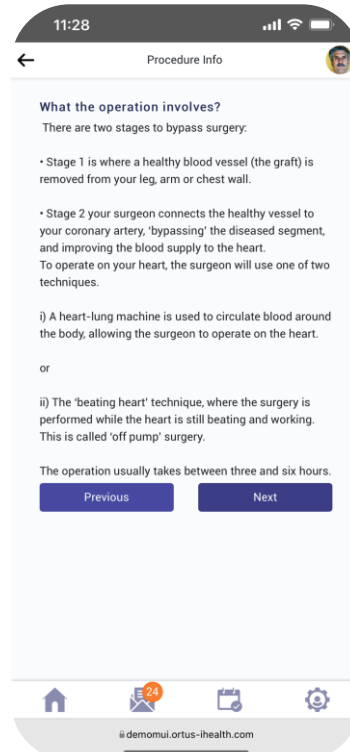 11:28
Procedure Info
What the operation involves?
There are two stages to bypass surgery:
• Stage 1 is where a healthy blood vessel (the graft) is
removed from your leg, arm or chest wall.
• Stage 2 your surgeon connects the healthy vessel to
your coronary artery, ‘bypassing’ the diseased segment,
and improving the blood supply to the heart.
To operate on your heart, the surgeon will use one of two
techniques.
i) A heart-lung machine is used to circulate blood around
the body, allowing the surgeon to operate on the heart.
or
ii) The ‘beating heart’ technique, where the surgery is
performed while the heart is still beating and working.
This is called ‘off pump’ surgery.
The operation usually takes between three and six hours.
Previous Next
24
demomui.ortus-ihealth.com